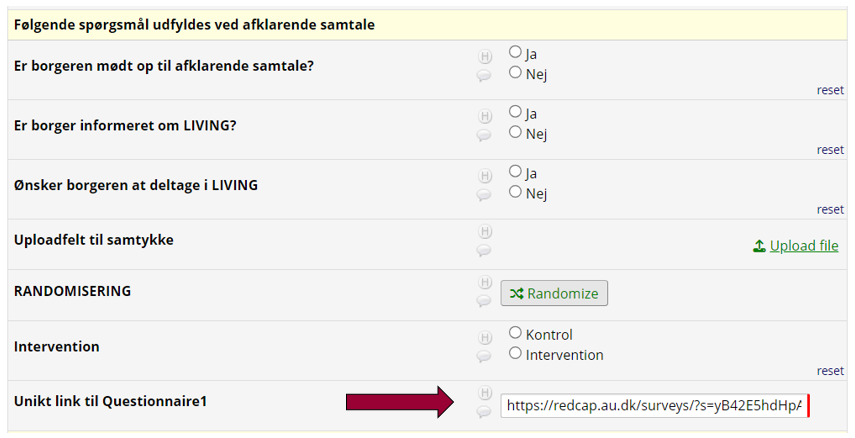 Følgende spørgsmål udfyldes ved afklarende samtale
Er borgeren mødt op til afklarende samtale?
H
Ja
Nej
reset
Er borger informeret om LIVING?
H
Ja
Nej
reset
Ønsker borgeren at deltage i LIVING
H
Ja
Nej
reset
Uploadfelt til samtykke
H
Upload file
RANDOMISERING
H
Randomize
Intervention
H
Kontrol
Intervention
reset
Unikt link til Questionnaire1
H
https://redcap.au.dk/surveys/?s=yB42E5hdHpA